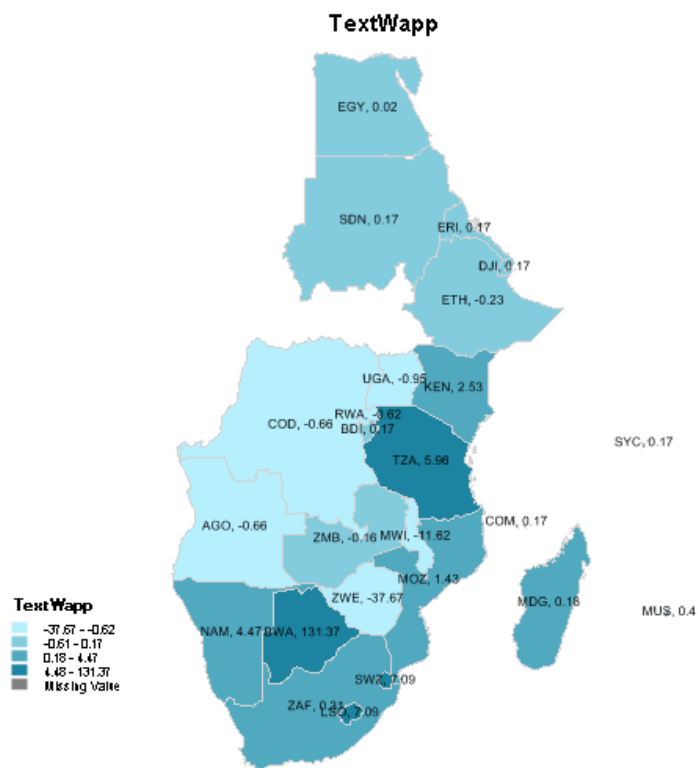 TextWapp
EGY, 0.02
SDN, 0.17
ERI, 0.17
DJI, 0.17
ETH, -0.23
UGA, -0.95
KEN, 2.53
RWA, -0.62
COD, -0.66
BDI, 0.17
SYC, 0.17
TZA, 5.96
COM, 0.17
AGO, -0.66
ZMB, -0.16
MWI, -11.62
MOZ, 1.43
ZWE, -37.67
MDG, 0.18
MUS, 0.4
NAM, 4.47
BWA, 131.37
SWZ, 7.09
ZAF, 0.31
LSO, 7.09
TextWapp
-37.67 - -0.62
-0.61 - 0.17
0.18 - 4.47
4.48 - 131.37
Missing Value